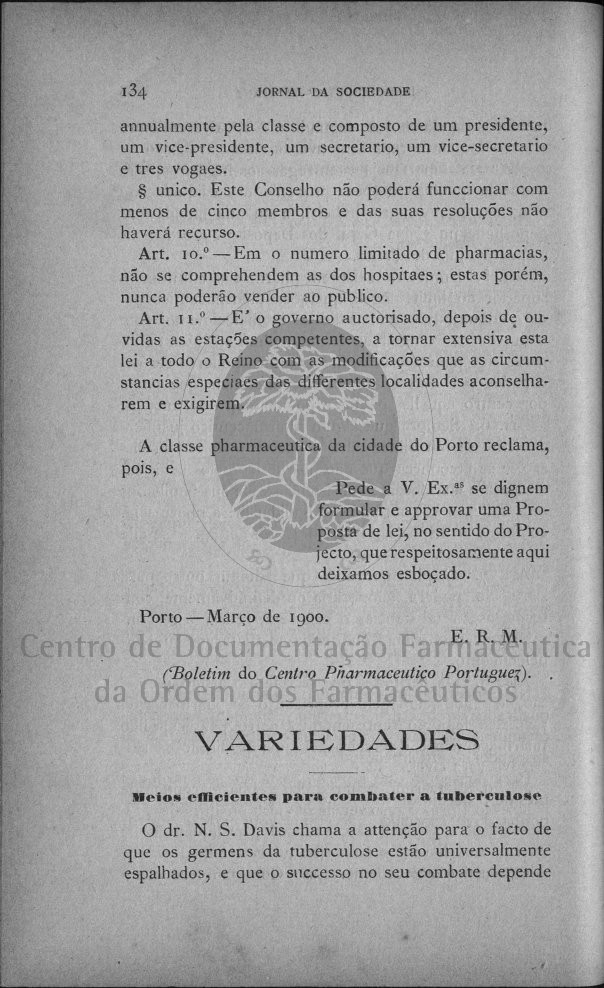 134 JORNAL DA SOCIEDADE
annualmente pela classe e composto de um presidente,
um vice-presidente, um secretario, um vice-secretario
e tres vogaes.
§ unico. Este Conselho não poderá funccionar com
menos de cinco membros e das suas resoluções não
haverá recurso.
Art. 10.º — Em o numero limitado de pharmacias,
não se comprehendem as dos hospitaes; estas porém,
nunca poderão vender ao publico.
Art. 11.º — E' o governo auctorisado, depois de ou-
vidas as estações competentes, a tornar extensiva esta
lei a todo o Reino com as modificações que as circum-
stancias especiaes das differentes localidades aconselha-
rem e exigirem.
A classe pharmaceutica da cidade do Porto reclama,
pois, e
Pede a V. Ex.as se dignem
formular e approvar uma Pro-
posta de lei, no sentido do Pro-
jecto, que respeitosamente aqui
deixamos esboçado.
Porto — Março de 1900.
E. R. M.
Centro de Documentação Farmacêutica
(Boletim do Centro Pharmaceutico Portuguez).
da Ordem dos Farmacêuticos
VARIEDADES
Meios efficientes para combater a tuberculose
O dr. N. S. Davis chama a attenção para o facto de
que os germens da tuberculose estão universalmente
espalhados, e que o successo no seu combate depende